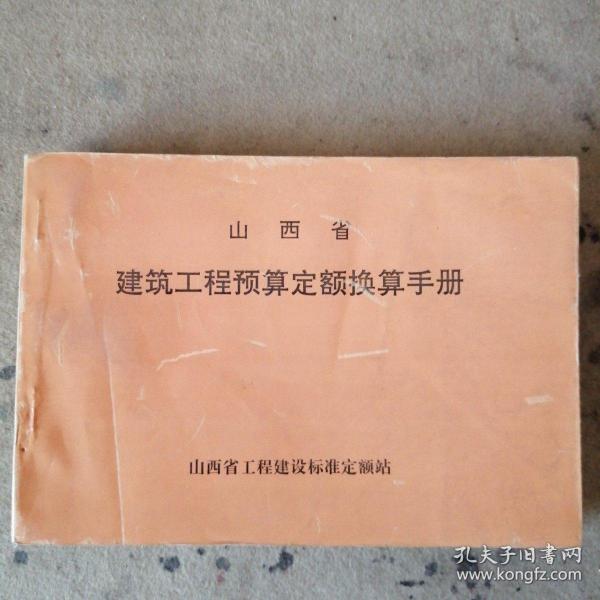 山西省
建筑工程预算定额换算手册
山西省工程建设标准定额站
孔夫子旧書网
www.kongfz.com